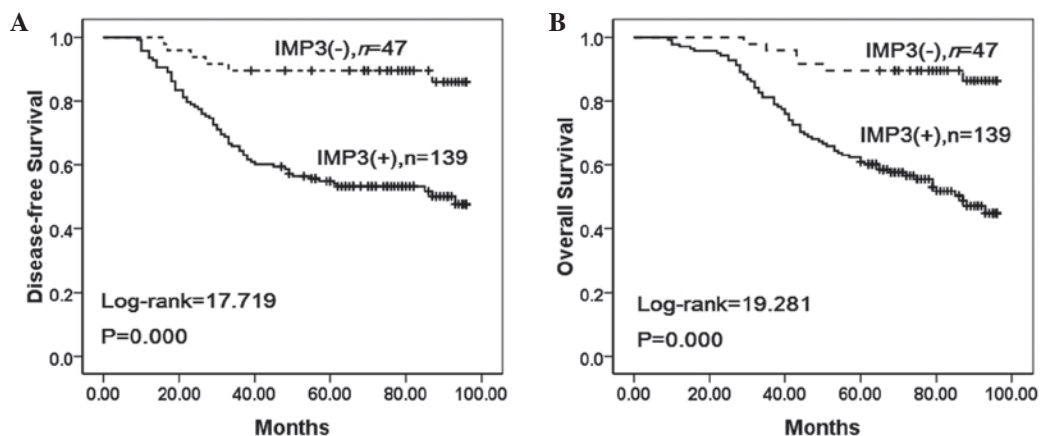 A
Disease-free Survival
1.0
0.8
0.6
0.4
0.2
0.0
IMP3(-),n=47
IMP3(+),n=139
Log-rank=17.719
P=0.000
0.00 20.00 40.00 60.00 80.00 100.00
Months
B
Overall Survival
1.0
0.8
0.6
0.4
0.2
0.0
IMP3(-),n=47
IMP3(+),n=139
Log-rank=19.281
P=0.000
0.00 20.00 40.00 60.00 80.00 100.00
Months